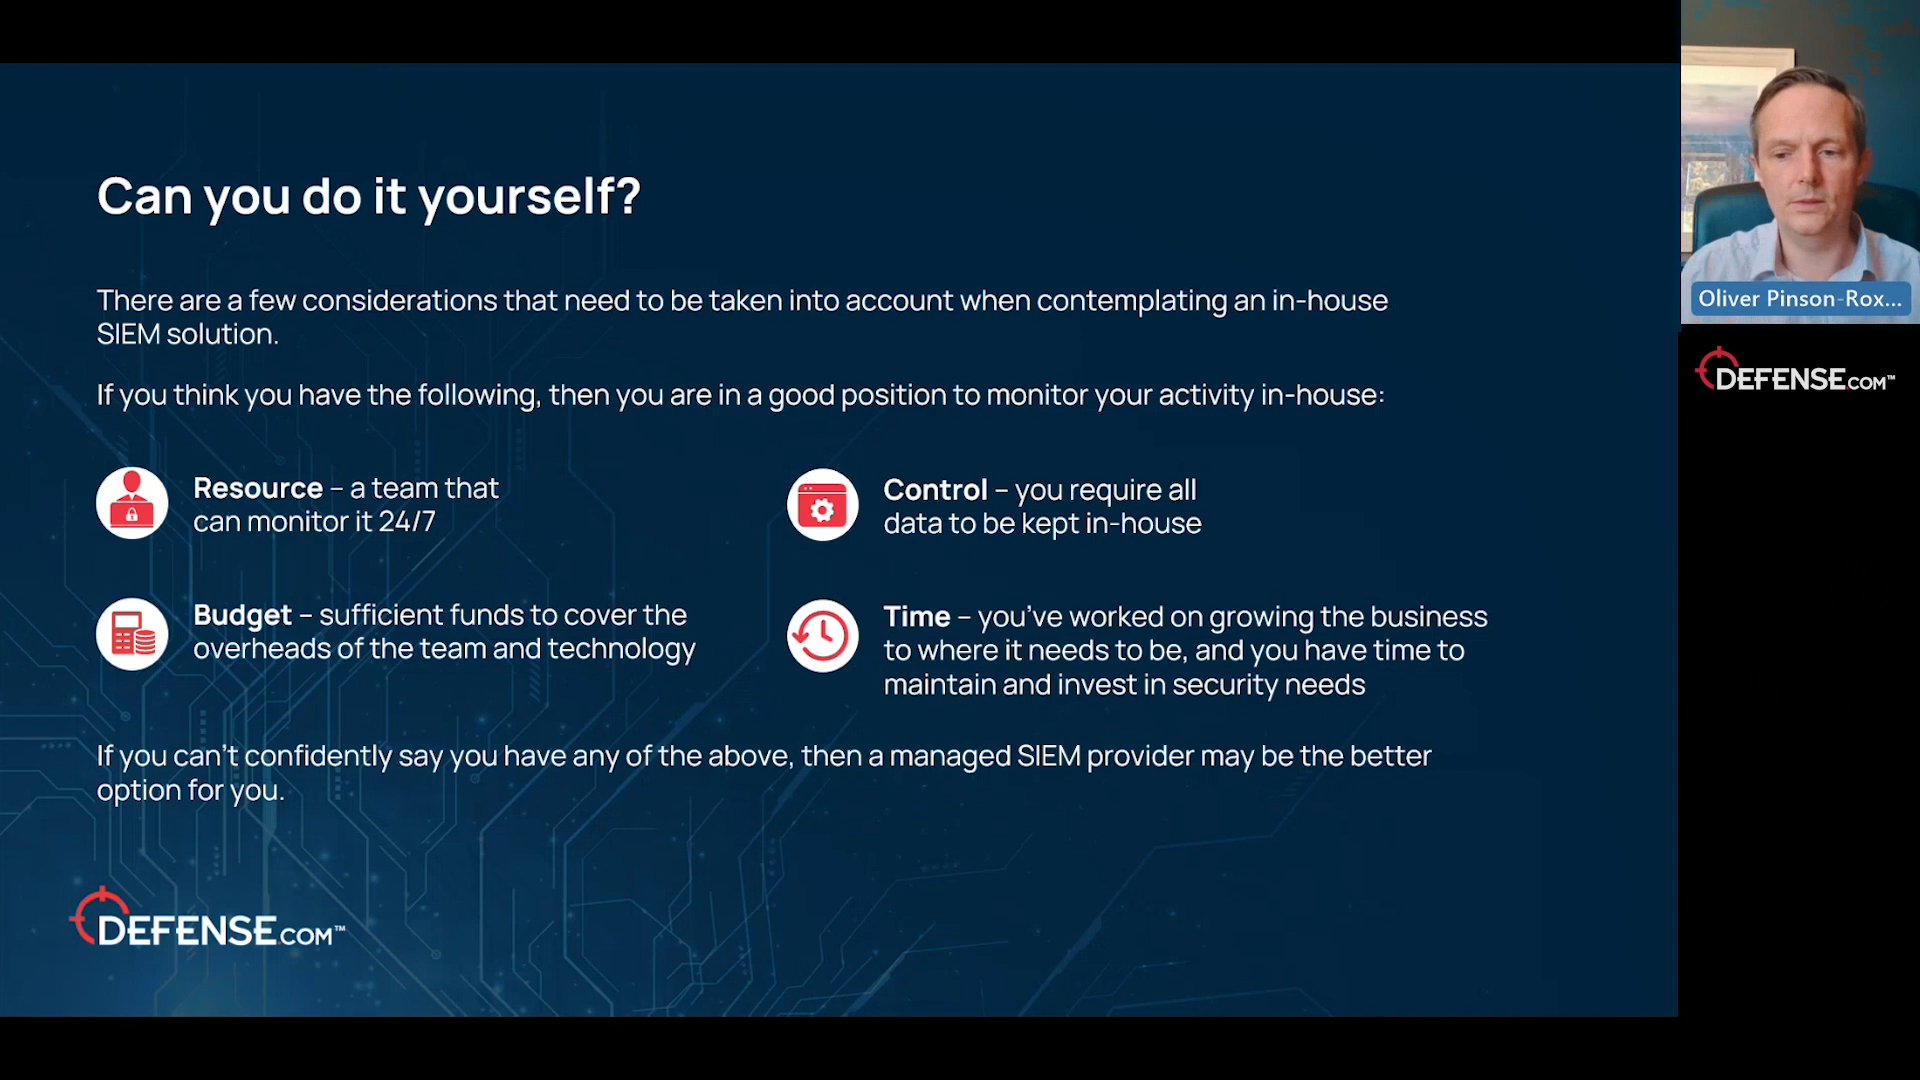 Can you do it yourself?
There are a few considerations that need to be taken into account when contemplating an in-house
SIEM solution.
If you think you have the following, then you are in a good position to monitor your activity in-house:
Resource – a team that
can monitor it 24/7
Control – you require all
data to be kept in-house
Budget – sufficient funds to cover the
overheads of the team and technology
Time – you've worked on growing the business
to where it needs to be, and you have time to
maintain and invest in security needs
If you can't confidently say you have any of the above, then a managed SIEM provider may be the better
option for you.
DEFENSE.COM™
Oliver Pinson-Rox...
DEFENSE.COM™